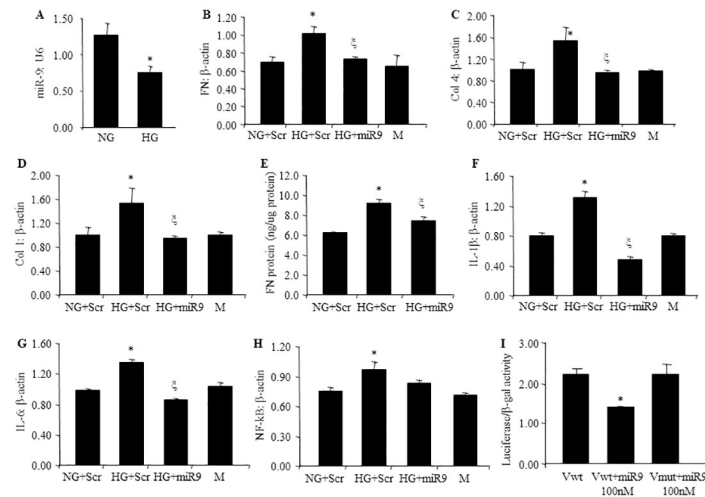 A
miR-9: U6
1.50
1.00
0.50
0.00
*
NG HG
B
FN: β-actin
1.20
1.00
0.80
0.60
0.40
0.20
0.00
* ξ
NG+Scr HG+Scr HG+miR9 M
C
Col 4: β-actin
2.00
1.60
1.20
0.80
0.40
0.00
* ξ
NG+Scr HG+Scr HG+miR9 M
D
Col 1: β-actin
2.00
1.60
1.20
0.80
0.40
0.00
* ξ
NG+Scr HG+Scr HG+miR9 M
E
FN protein (ng/ug protein)
12.0
10.0
8.0
6.0
4.0
2.0
0.0
* ξ
NG+Scr HG+Scr HG+miR9
F
IL-1β: β-actin
1.60
1.20
0.80
0.40
0.00
* ξ
NG+Scr HG+Scr HG+miR9 M
G
IL-6: β-actin
1.60
1.20
0.80
0.40
0.00
* ξ
NG+Scr HG+Scr HG+miR9 M
H
NF-kB: β-actin
1.20
0.90
0.60
0.30
0.00
*
NG+Scr HG+Scr HG+miR9 M
I
Luciferase/β-gal activity
3.00
2.00
1.00
0.00
*
Vwt Vwt+miR9 Vmut+miR9
100nM 100nM